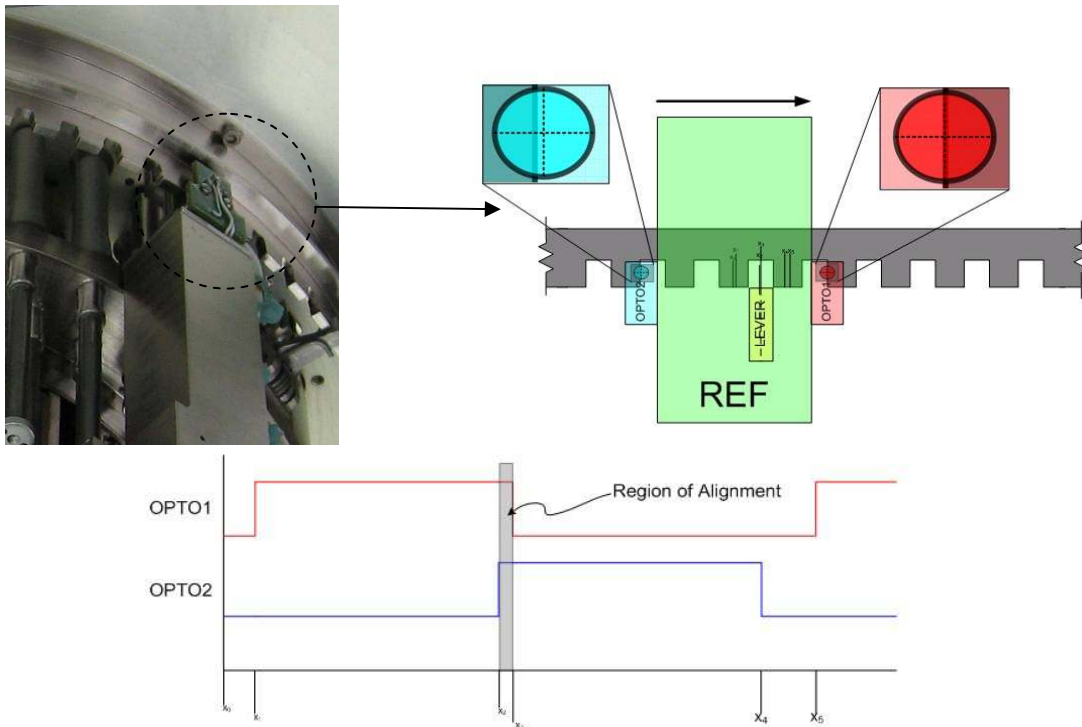 OPTO2
LEVER
OPTO1
REF
OPTO1
Region of Alignment
OPTO2
X₄
X₅